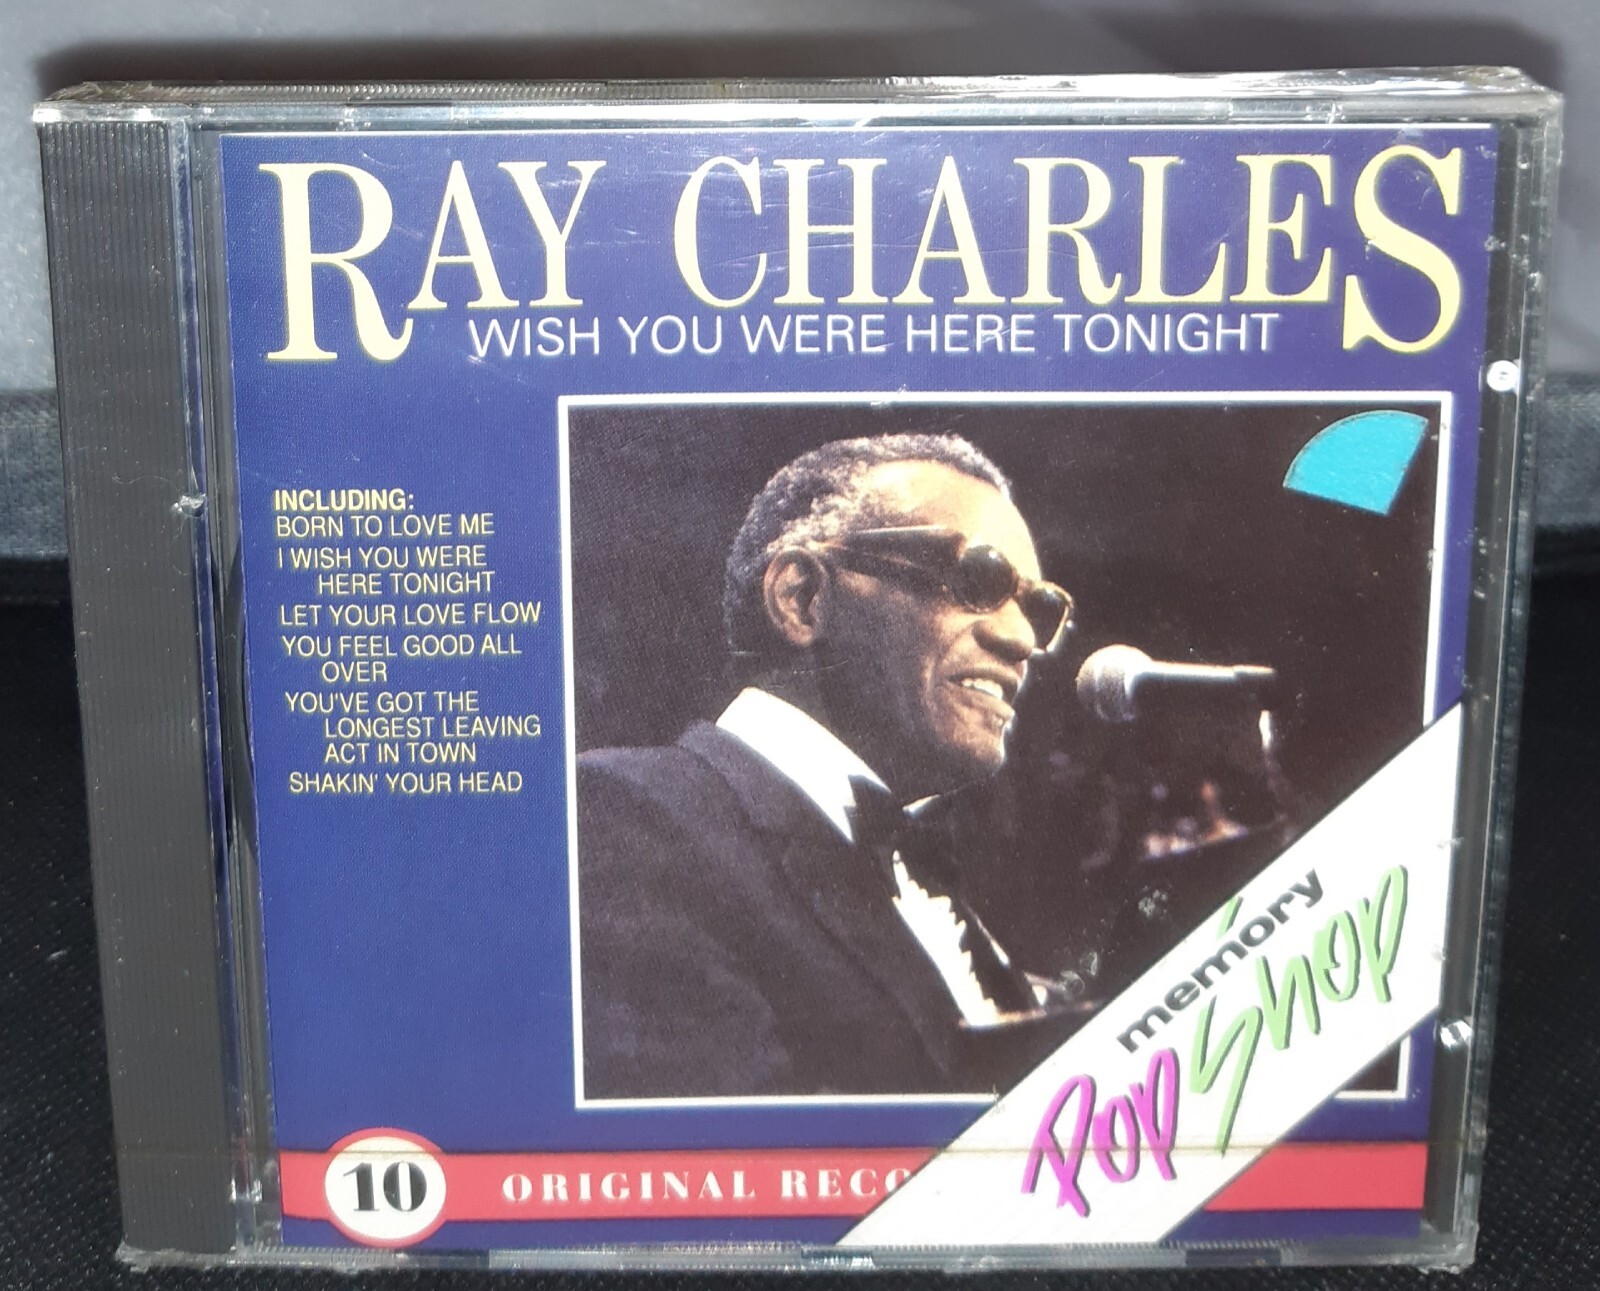 RAY CHARLES
WISH YOU WERE HERE TONIGHT
INCLUDING:
BORN TO LOVE ME
I WISH YOU WERE
HERE TONIGHT
LET YOUR LOVE FLOW
YOU FEEL GOOD ALL
OVER
YOU'VE GOT THE
LONGEST LEAVING
ACT IN TOWN
SHAKIN' YOUR HEAD
memory
Pop Shop
10 ORIGINAL RECO